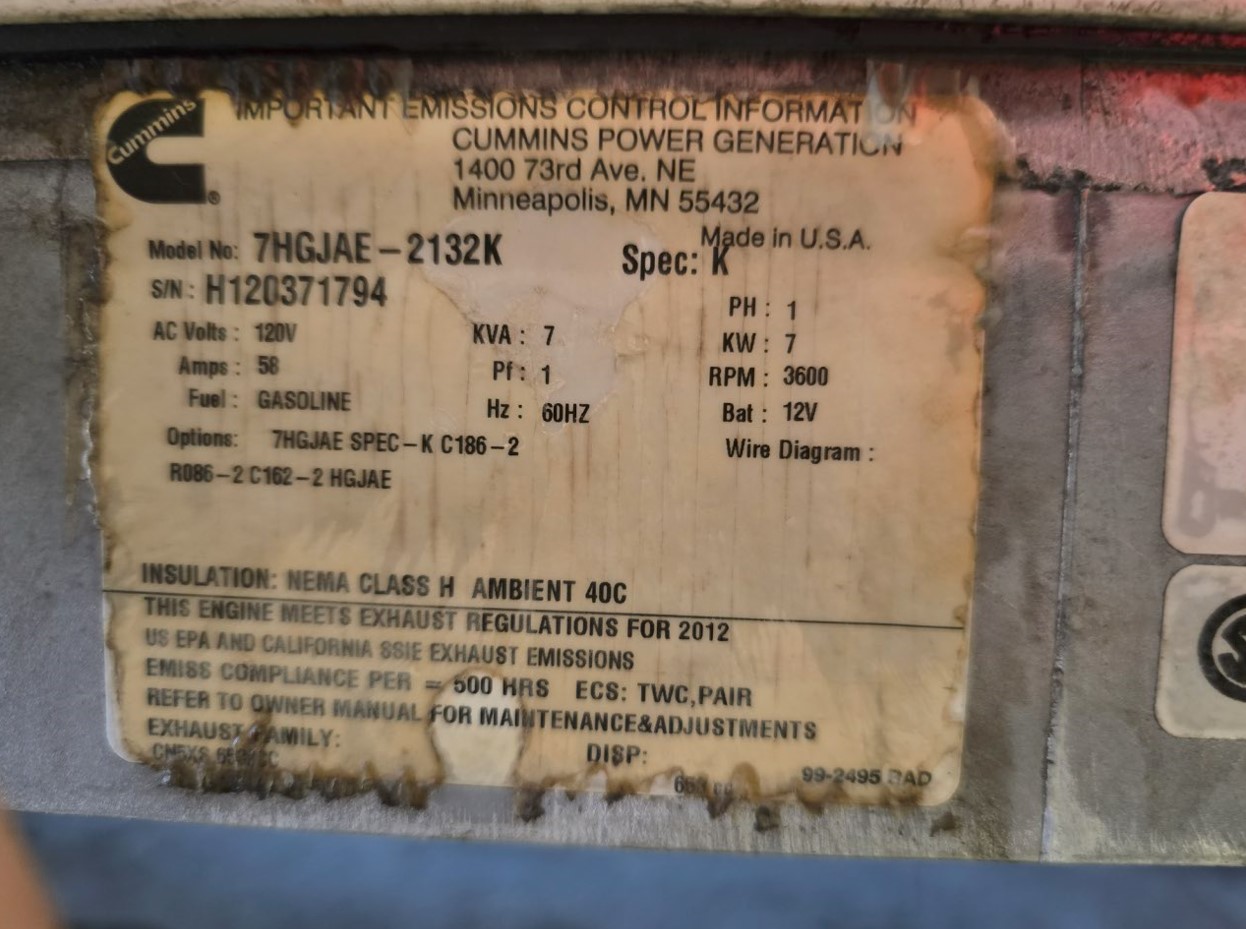 Cummins
®
IMPORTANT EMISSIONS CONTROL INFORMATION
CUMMINS POWER GENERATION
1400 73rd Ave. NE
Minneapolis, MN 55432
Made in U.S.A.
Model No: 7HGJAE-2132K Spec: K
S/N: H120371794
PH: 1
AC Volts: 120V KVA: 7 KW: 7
Amps: 58 Pf: 1 RPM: 3600
Fuel: GASOLINE Hz: 60HZ Bat: 12V
Options: 7HGJAE SPEC-K C186-2 Wire Diagram:
R086-2 C162-2 HGJAE
INSULATION: NEMA CLASS H AMBIENT 40C
THIS ENGINE MEETS EXHAUST REGULATIONS FOR 2012
US EPA AND CALIFORNIA SSIE EXHAUST EMISSIONS
EMISS COMPLIANCE PER = 500 HRS ECS: TWC,PAIR
REFER TO OWNER MANUAL FOR MAINTENANCE&ADJUSTMENTS
EXHAUST FAMILY: DISP:
99-2495